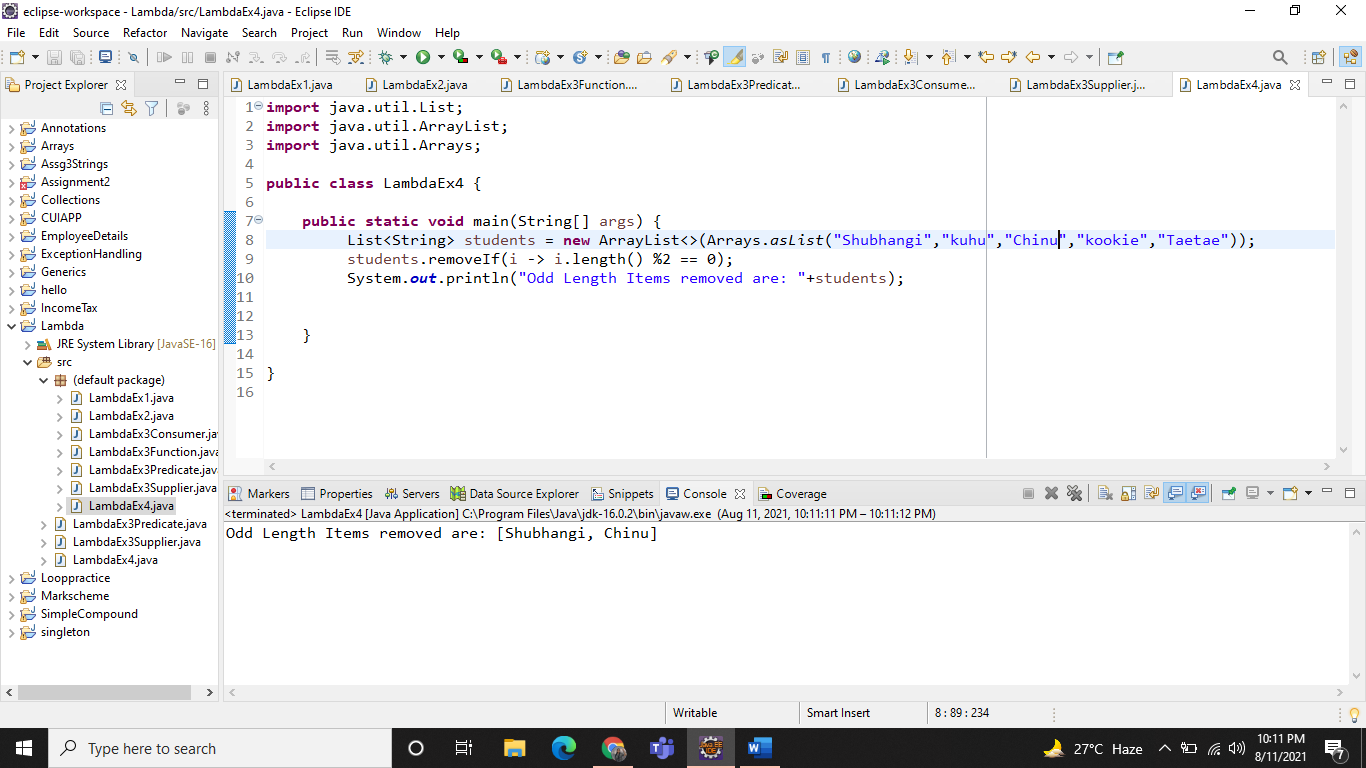 eclipse-workspace - Lambda/src/LambdaEx4.java - Eclipse IDE
File Edit Source Refactor Navigate Search Project Run Window Help
Project Explorer
LambdaEx1.java LambdaEx2.java LambdaEx3Function.... LambdaEx3Predicat... LambdaEx3Consume... LambdaEx3Supplier.j... LambdaEx4.java
Annotations
Arrays
Assg3Strings
Assignment2
Collections
CUIAPP
EmployeeDetails
ExceptionHandling
Generics
hello
IncomeTax
Lambda
JRE System Library [JavaSE-16]
src
(default package)
LambdaEx1.java
LambdaEx2.java
LambdaEx3Consumer.ja
LambdaEx3Function.java
LambdaEx3Predicate.jav
LambdaEx3Supplier.java
LambdaEx4.java
LambdaEx3Predicate.java
LambdaEx3Supplier.java
LambdaEx4.java
Looppractice
Markscheme
SimpleCompound
singleton
1 import java.util.List;
2 import java.util.ArrayList;
3 import java.util.Arrays;
4
5 public class LambdaEx4 {
6
7 public static void main(String[] args) {
8 List<String> students = new ArrayList<>(Arrays.asList("Shubhangi","kuhu","Chinu","kookie","Taetae"));
9 students.removeIf(i -> i.length() %2 == 0);
10 System.out.println("Odd Length Items removed are: "+students);
11
12
13 }
14
15 }
16
Markers Properties Servers Data Source Explorer Snippets Console Coverage
<terminated> LambdaEx4 [Java Application] C:\Program Files\Java\jdk-16.0.2\bin\javaw.exe (Aug 11, 2021, 10:11:11 PM – 10:11:12 PM)
Odd Length Items removed are: [Shubhangi, Chinu]
Writable Smart Insert 8 : 89 : 234
Type here to search
27°C Haze
10:11 PM
8/11/2021
7